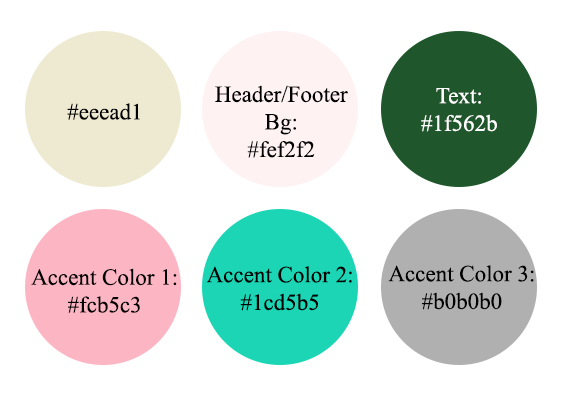 #eeead1
Header/Footer
Bg:
#fef2f2
Text:
#1f562b
Accent Color 1:
#fcb5c3
Accent Color 2:
#1cd5b5
Accent Color 3:
#b0b0b0